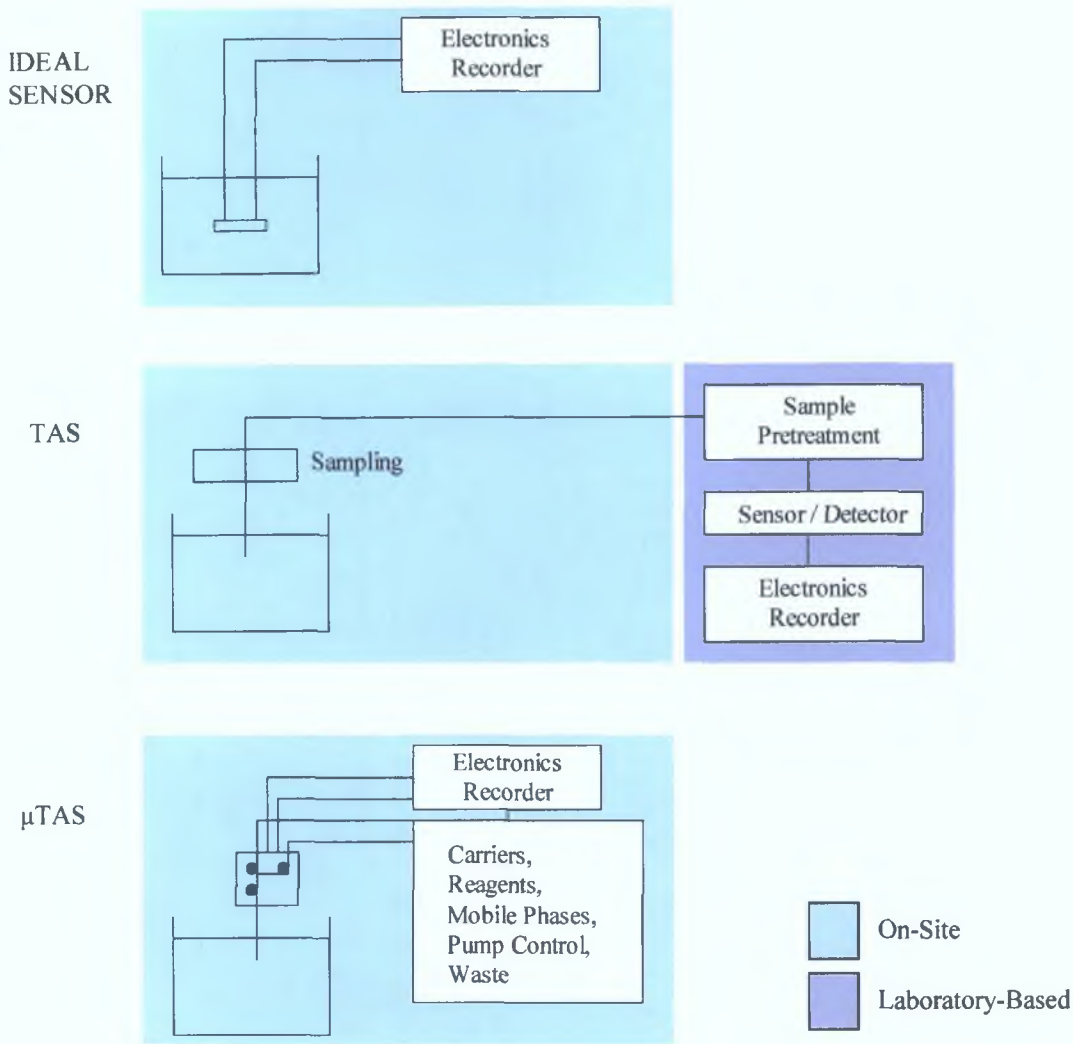 IDEAL
SENSOR
Electronics
Recorder
TAS
Sampling
Sample
Pretreatment
Sensor / Detector
Electronics
Recorder
μTAS
Electronics
Recorder
Carriers,
Reagents,
Mobile Phases,
Pump Control,
Waste
On-Site
Laboratory-Based